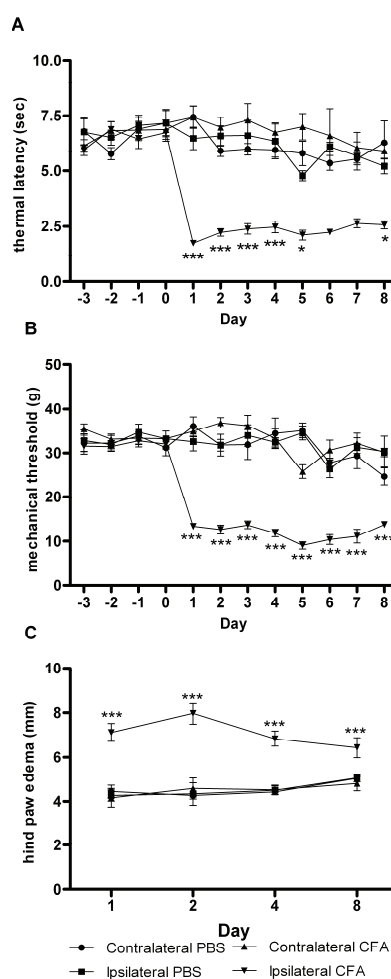 A
thermal latency (sec)
10.0
7.5
5.0
2.5
0.0
*** *** *** *** * *
-3 -2 -1 0 1 2 3 4 5 6 7 8
Day
B
mechanical threshold (g)
50
40
30
20
10
0
*** *** *** *** *** *** *** ***
-3 -2 -1 0 1 2 3 4 5 6 7 8
Day
C
hind paw edema (mm)
10
8
6
4
2
0
*** *** *** ***
1 2 4 8
Day
Contralateral PBS Contralateral CFA
Ipsilateral PBS Ipsilateral CFA